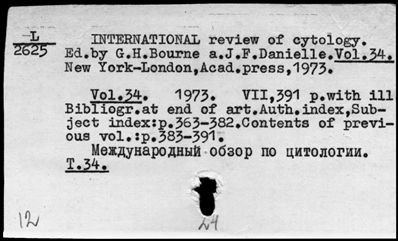 L
2625
INTERNATIONAL review of cytology.
Ed.by G.H.Bourne a.J.F.Danielle.Vol.34.
New York-London,Acad.press,1973.
Vol.34. 1973. VII,391 p.with ill
Bibliogr.at end of art.Auth.index,Sub-
ject index:p.363-382.Contents of previ-
ous vol.:p.383-391.
Международный обзор по цитологии.
Т.34.
12
24